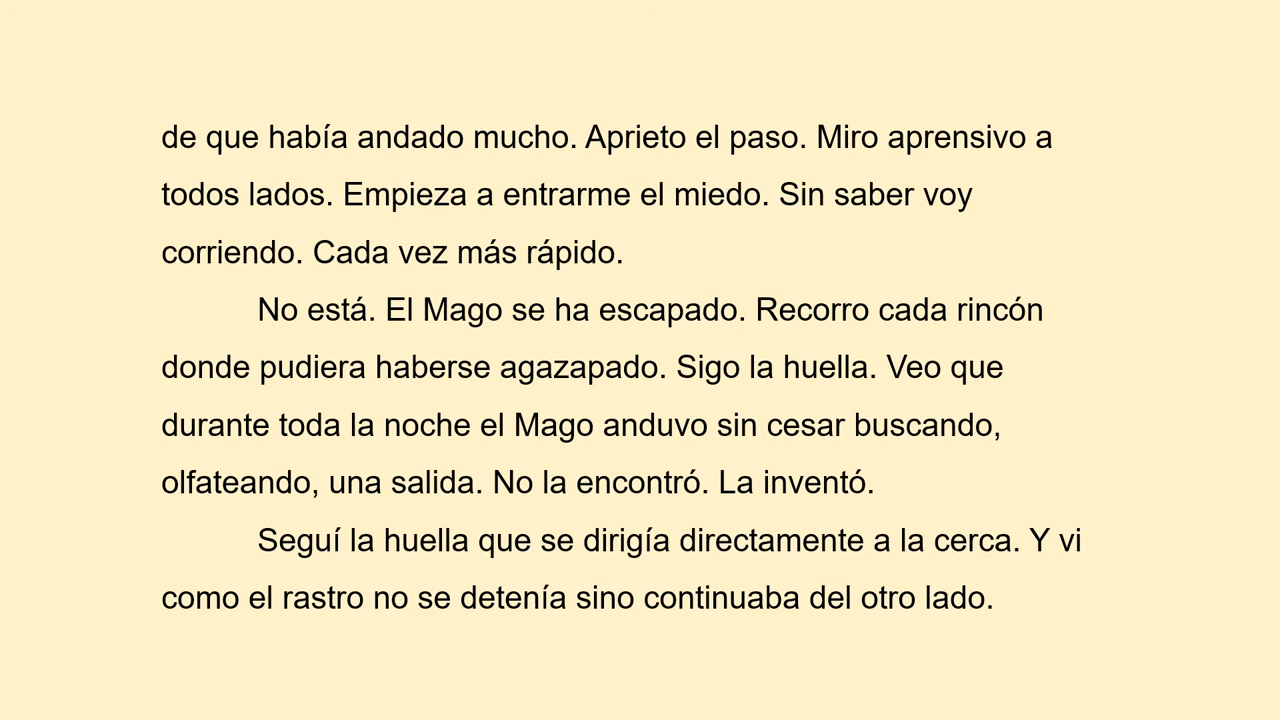 de que había andado mucho. Aprieto el paso. Miro aprensivo a
todos lados. Empieza a entrarme el miedo. Sin saber voy
corriendo. Cada vez más rápido.
No está. El Mago se ha escapado. Recorro cada rincón
donde pudiera haberse agazapado. Sigo la huella. Veo que
durante toda la noche el Mago anduvo sin cesar buscando,
olfateando, una salida. No la encontró. La inventó.
Seguí la huella que se dirigía directamente a la cerca. Y vi
como el rastro no se detenía sino continuaba del otro lado.